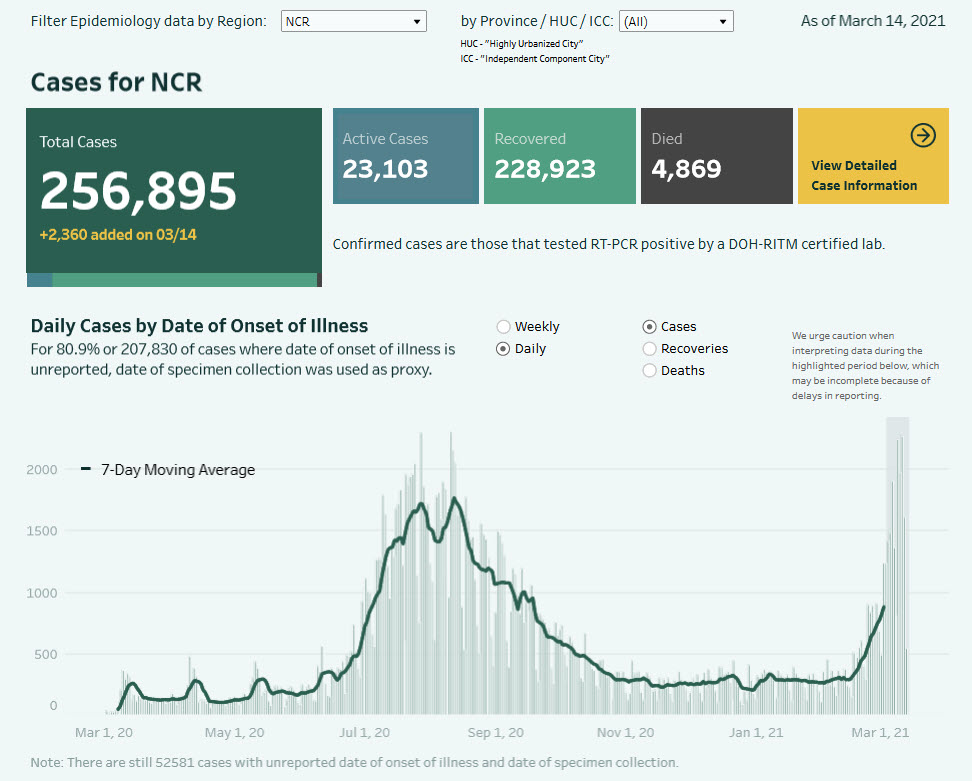 Filter Epidemiology data by Region: NCR by Province / HUC / ICC: (All) As of March 14, 2021
HUC - "Highly Urbanized City"
ICC - "Independent Component City"
Cases for NCR
Total Cases
256,895
+2,360 added on 03/14
Active Cases
23,103
Recovered
228,923
Died
4,869
View Detailed
Case Information
Confirmed cases are those that tested RT-PCR positive by a DOH-RITM certified lab.
Daily Cases by Date of Onset of Illness
For 80.9% or 207,830 of cases where date of onset of illness is
unreported, date of specimen collection was used as proxy.
Weekly
Daily
Cases
Recoveries
Deaths
We urge caution when
interpreting data during the
highlighted period below, which
may be incomplete because of
delays in reporting.
7-Day Moving Average
2000
1500
1000
500
0
Mar 1, 20 May 1, 20 Jul 1, 20 Sep 1, 20 Nov 1, 20 Jan 1, 21 Mar 1, 21
Note: There are still 52581 cases with unreported date of onset of illness and date of specimen collection.